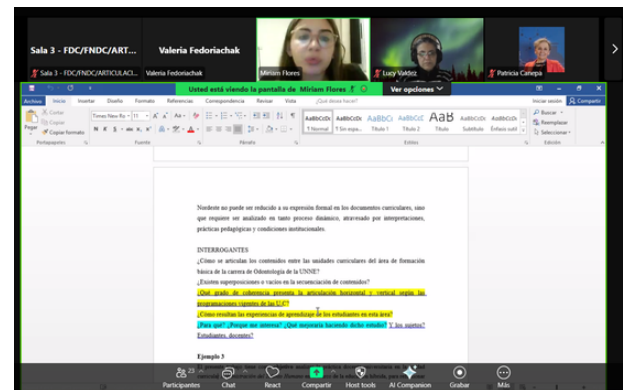 Sala 3 - FDC/FNDC/ART...
Valeria Fedoriachak
Sala 3 - FDC/FNDC/ARTICULACI...
Valeria Fedoriachak
Miriam Flores
Lucy Valdez
Patricia Canepa
Usted está viendo la pantalla de Miriam Flores
Ver opciones
Archivo Inicio Insertar Diseño Formato Referencias Correspondencia Revisar Vista ¿Qué desea hacer?
Iniciar sesión Compartir
Pegar
Cortar
Copiar
Copiar formato
Times New Ro 11
N K S
AaBbCcDc AaBbCcDc AaBbC AaBbCcC AaB AaBbCcD AaBbCcDc
1 Normal 1 Sin espa... Título 1 Título 2 Título Subtítulo Énfasis sutil
Buscar
Reemplazar
Seleccionar
Portapapeles Fuente Párrafo Estilos Edición
Nordeste no puede ser reducido a su expresión formal en los documentos curriculares, sino
que requiere ser analizado en tanto proceso dinámico, atravesado por interpretaciones,
prácticas pedagógicas y condiciones institucionales.
INTERROGANTES
¿Cómo se articulan los contenidos entre las unidades curriculares del área de formación
básica de la carrera de Odontología de la UNNE?
¿Existen superposiciones o vacíos en la secuenciación de contenidos?
¿Qué grado de coherencia presenta la articulación horizontal y vertical según las
programaciones vigentes de las U.C?
¿Cómo resultan las experiencias de aprendizaje de los estudiantes en esta área?
¿Para qué? ¿Porque me interesa? ¿Qué mejoraría haciendo dicho estudio? Y los sujetos?
Estudiantes, docentes?
Ejemplo 3
23
Participantes Chat React Compartir Host tools AI Companion Grabar Más